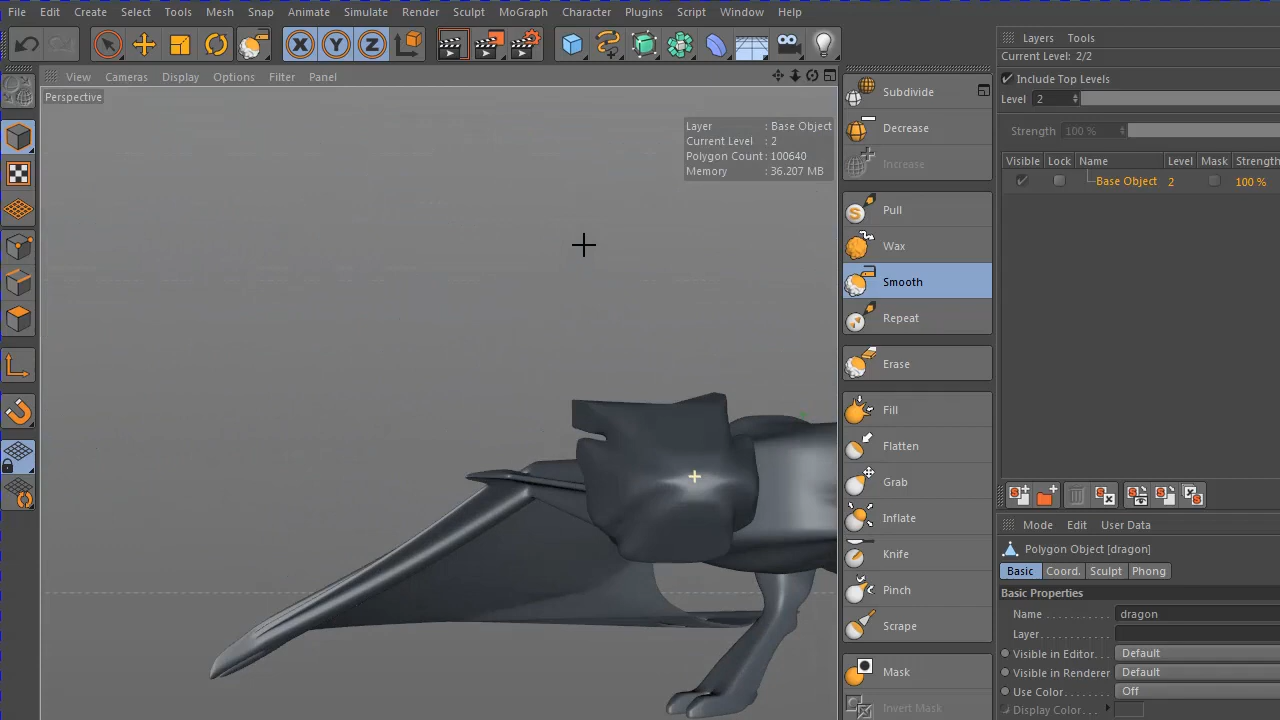 File Edit Create Select Tools Mesh Snap Animate Simulate Render Sculpt MoGraph Character Plugins Script Window Help
X Y Z
View Cameras Display Options Filter Panel
Perspective
Layer : Base Object
Current Level : 2
Polygon Count : 100640
Memory : 36.207 MB
Subdivide
Decrease
Increase
Pull
Wax
Smooth
Repeat
Erase
Fill
Flatten
Grab
Inflate
Knife
Pinch
Scrape
Mask
Invert Mask
Layers Tools
Current Level: 2/2
Include Top Levels
Level 2
Strength 100 %
Visible Lock Name Level Mask Strength
Base Object 2 100 %
Mode Edit User Data
Polygon Object [dragon]
Basic Coord. Sculpt Phong
Basic Properties
Name dragon
Layer
Visible in Editor Default
Visible in Renderer Default
Use Color Off
Display Color